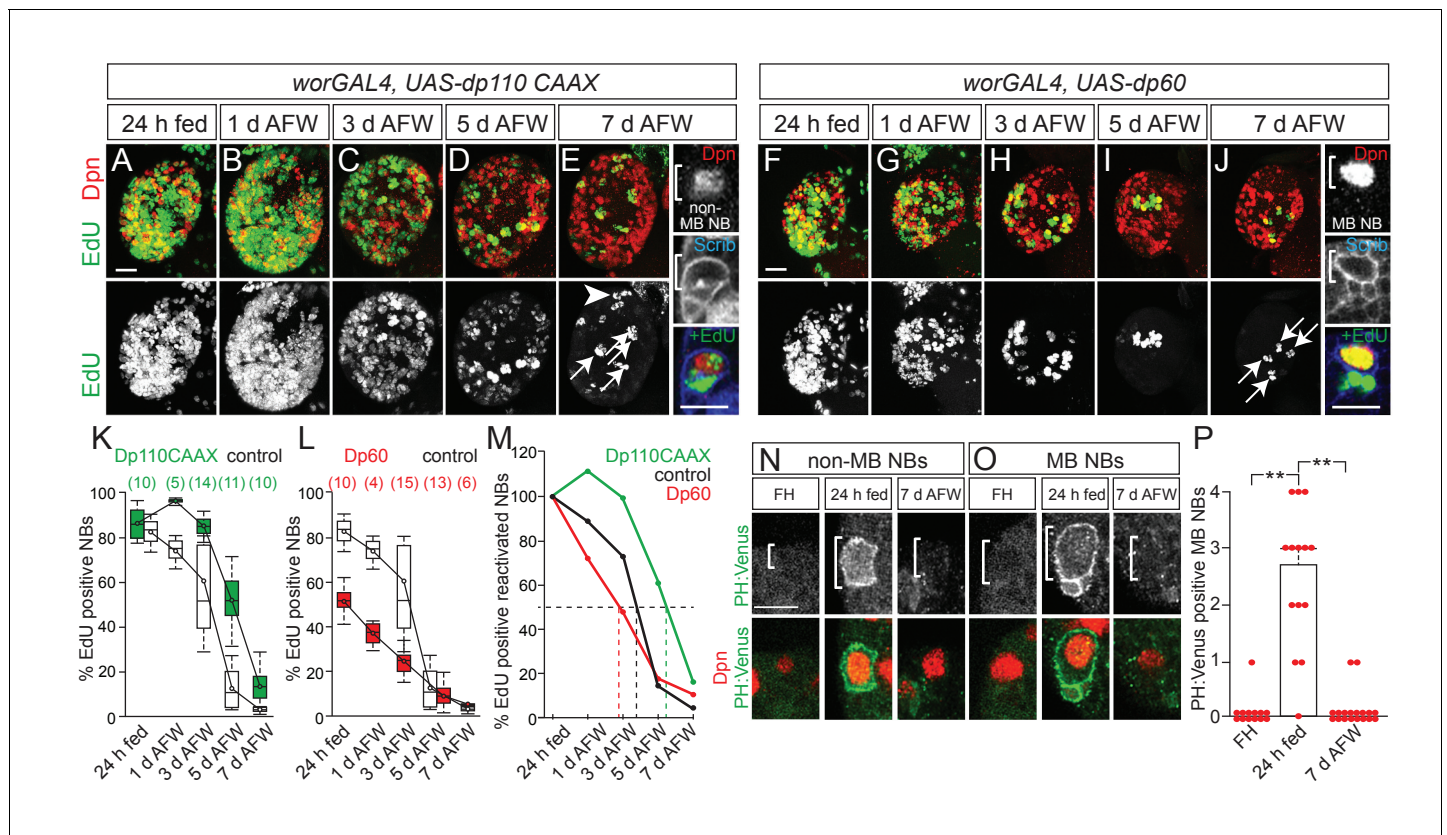 worGAL4, UAS-dp110 CAAX
worGAL4, UAS-dp60
24 h fed
1 d AFW
3 d AFW
5 d AFW
7 d AFW
24 h fed
1 d AFW
3 d AFW
5 d AFW
7 d AFW
A
B
C
D
E
Dpn
non-
MB NB
F
G
H
I
J
Dpn
MB NB
EdU Dpn
Scrib
Scrib
EdU
+EdU
+EdU
K
Dp110CAAX control
(10) (5) (14) (11) (10)
% EdU positive NBs
100
80
60
40
20
0
24 h fed
1 d AFW
3 d AFW
5 d AFW
7 d AFW
L
Dp60 control
(10) (4) (15) (13) (6)
% EdU positive NBs
100
80
60
40
20
0
24 h fed
1 d AFW
3 d AFW
5 d AFW
7 d AFW
M
Dp110CAAX
control
Dp60
% EdU positive reactivated NBs
120
100
80
60
40
20
0
24 h fed
1 d AFW
3 d AFW
5 d AFW
7 d AFW
N
non-MB NBs
FH
24 h fed
7 d AFW
O
MB NBs
FH
24 h fed
7 d AFW
PH:Venus
Dpn
PH:Venus
P
** **
PH:Venus positive MB NBs
4
3
2
1
0
FH
24 h fed
7 d AFW